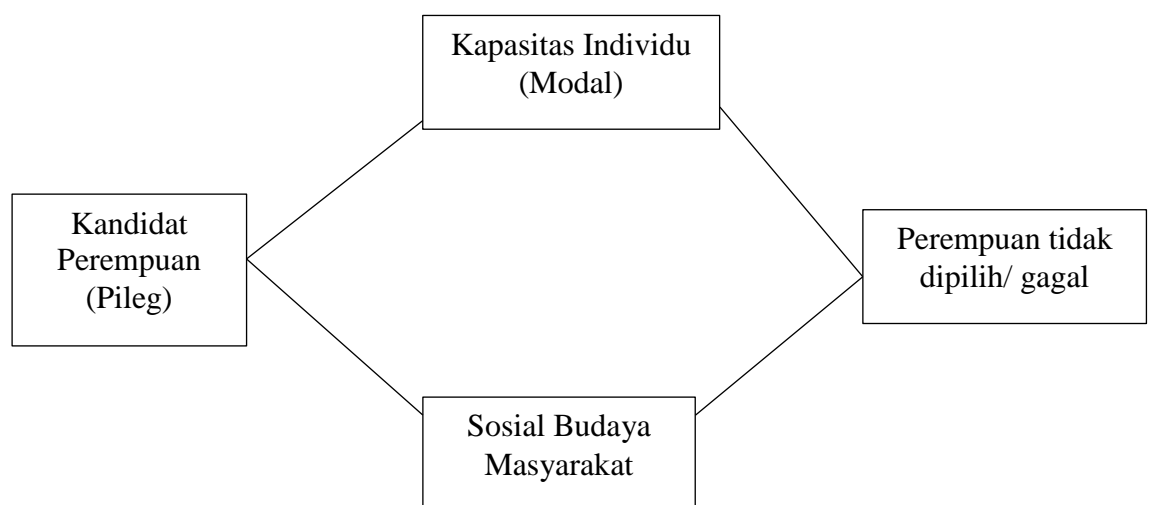 Kapasitas Individu
(Modal)
Kandidat
Perempuan
(Pileg)
Perempuan tidak
dipilih/ gagal
Sosial Budaya
Masyarakat